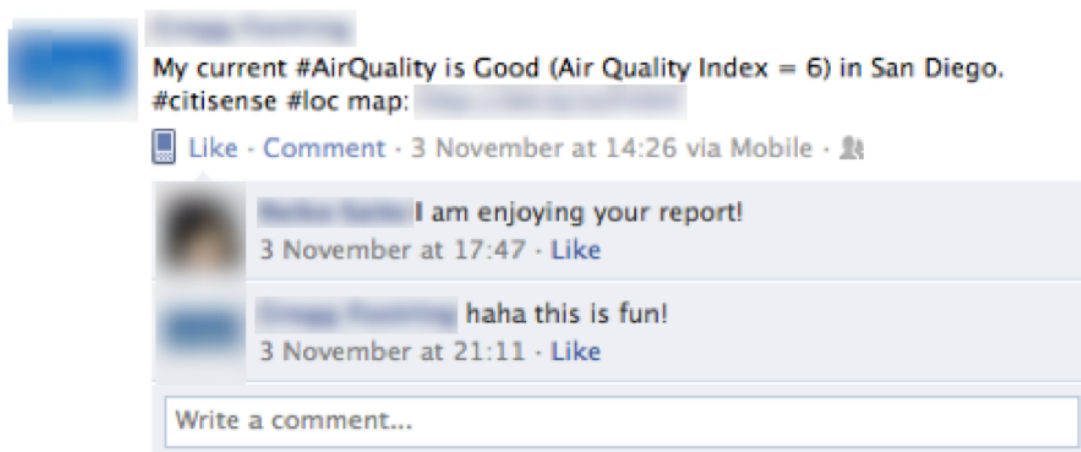 My current #AirQuality is Good (Air Quality Index = 6) in San Diego.
#citisense #loc map:
Like · Comment · 3 November at 14:26 via Mobile ·
I am enjoying your report!
3 November at 17:47 · Like
haha this is fun!
3 November at 21:11 · Like
Write a comment...